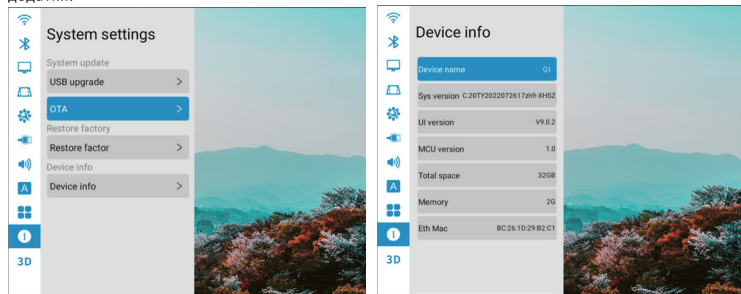 System settings
System update
USB upgrade >
OTA >
Restore factory
Restore factor >
Device info
Device info >
A
3D
Device info
Device name Q1
Sys version C.20TY2022072617zh9-XHSZ
UI version V9.0.2
MCU version 1.0
Total space 32GB
Memory 2G
Eth Mac BC:26:1D:29:B2:C1
A
3D